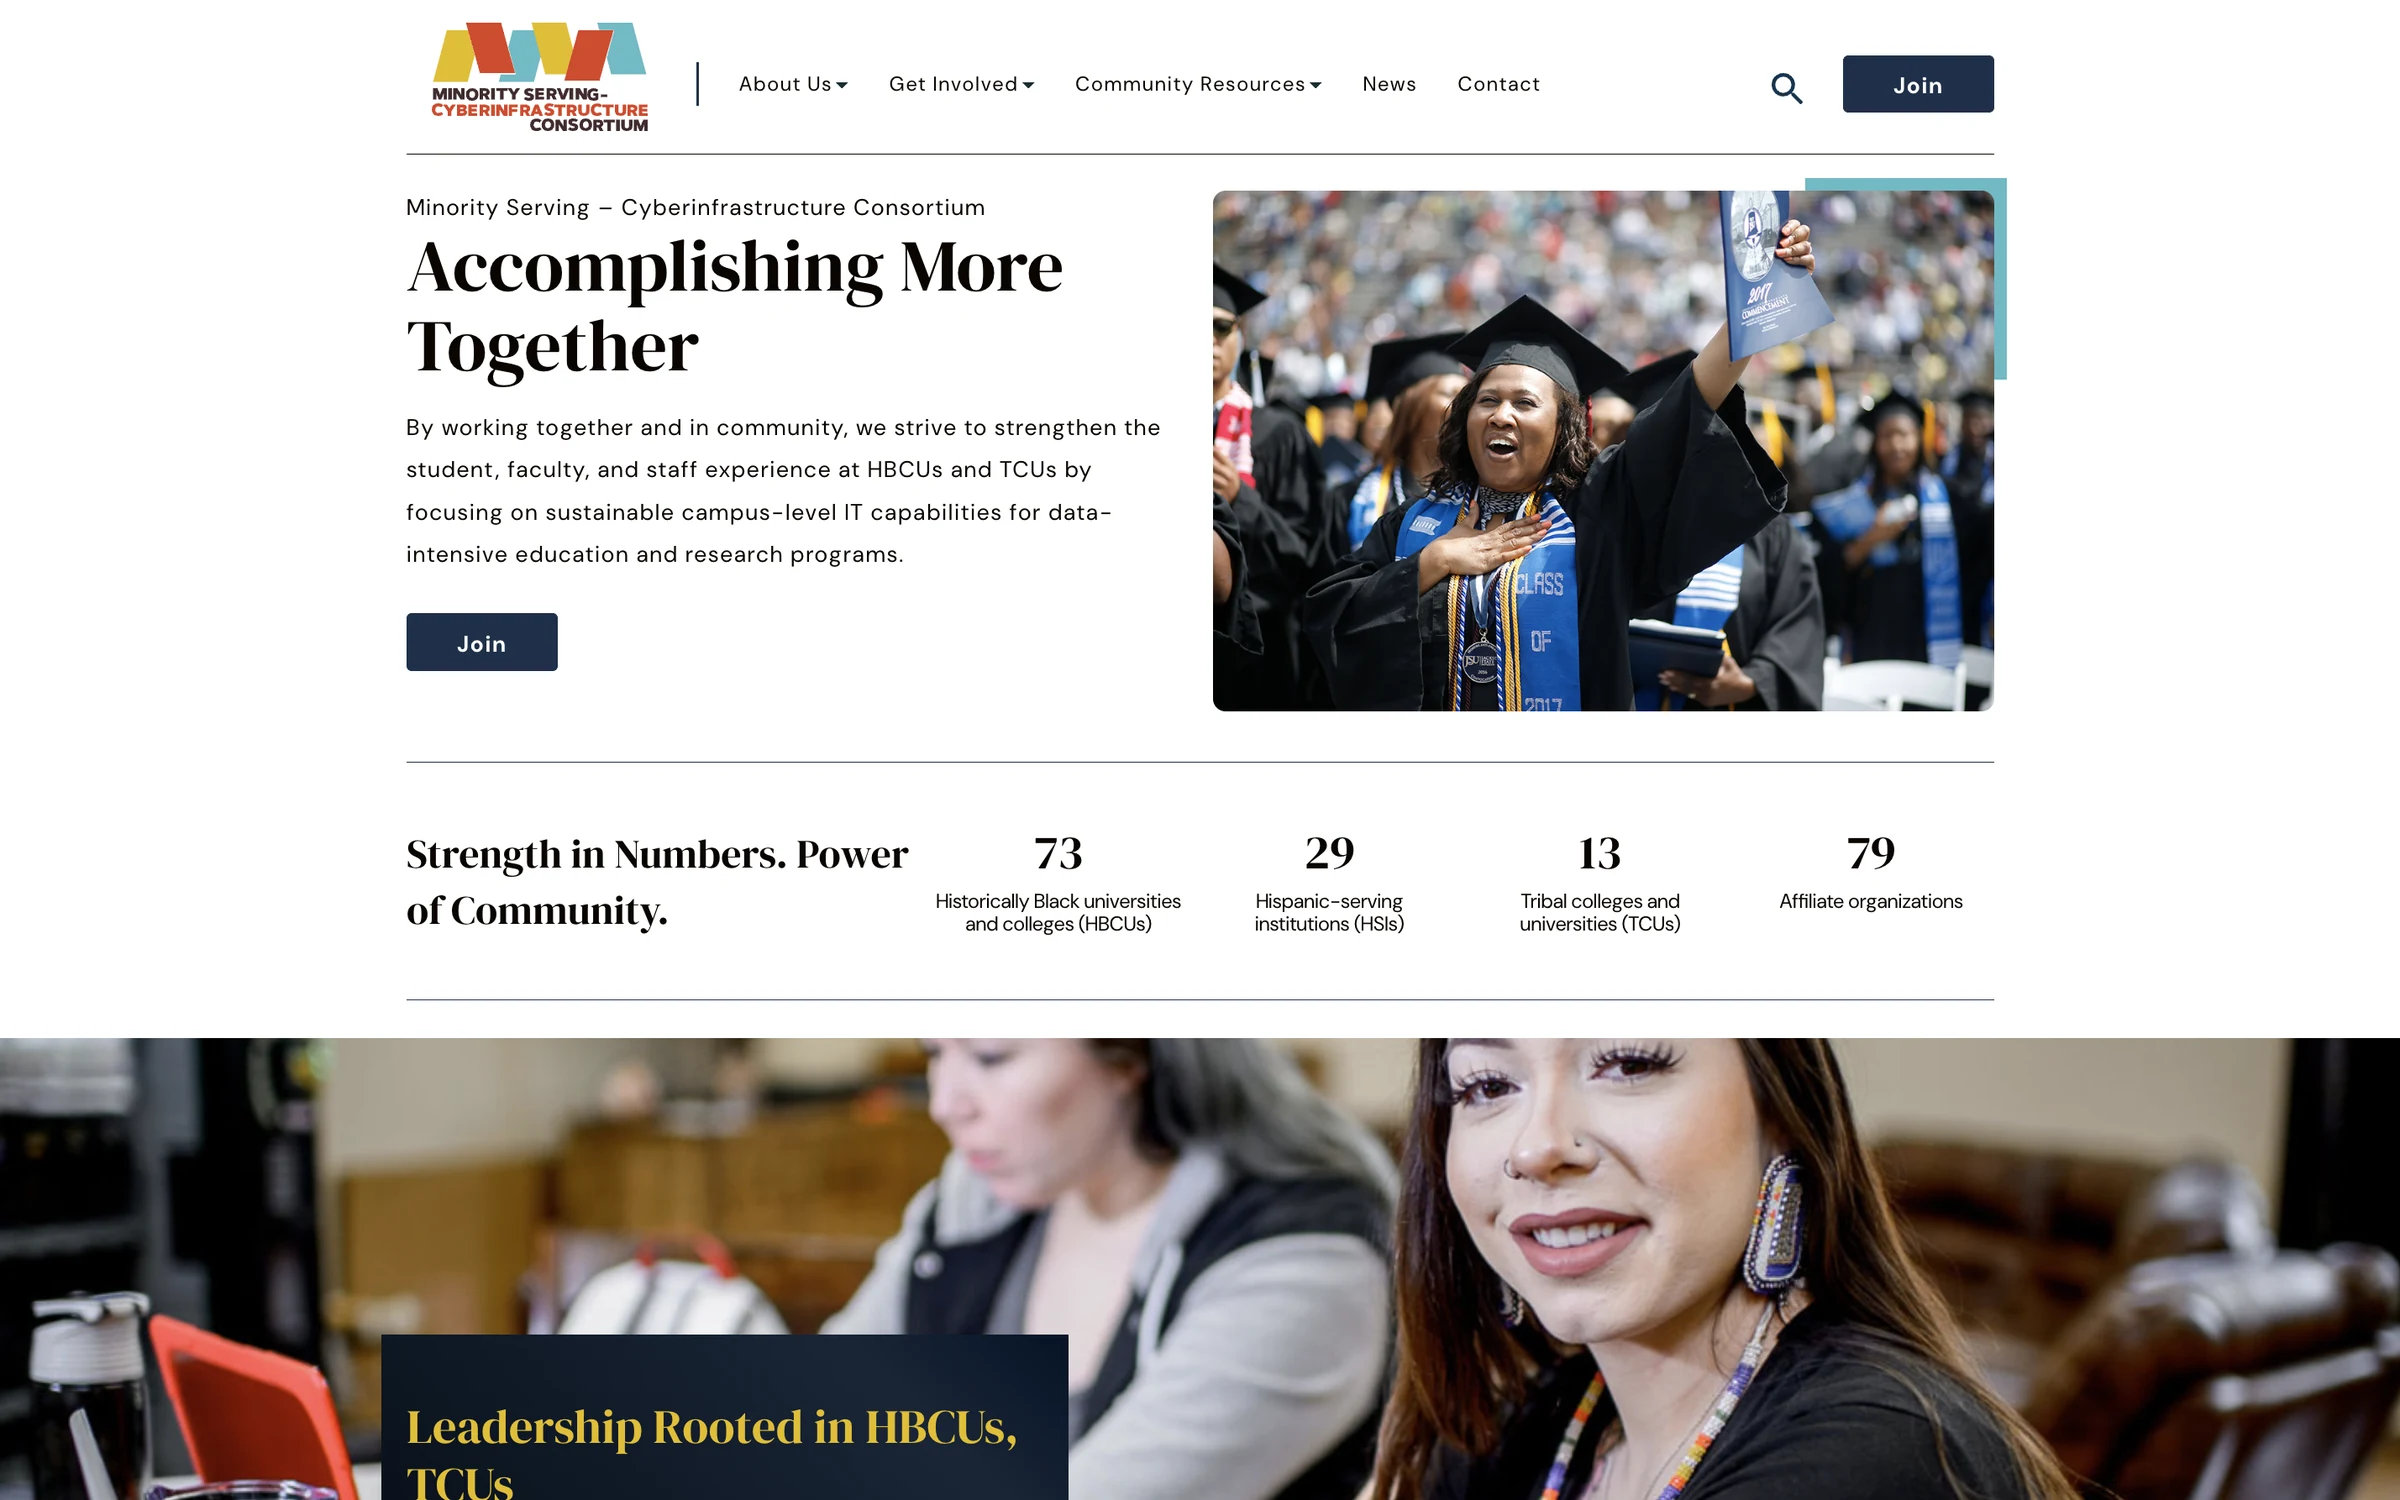 MINORITY SERVING-
CYBERINFRASTRUCTURE
CONSORTIUM
About Us
Get Involved
Community Resources
News
Contact
Join
Minority Serving – Cyberinfrastructure Consortium
Accomplishing More
Together
By working together and in community, we strive to strengthen the
student, faculty, and staff experience at HBCUs and TCUs by
focusing on sustainable campus-level IT capabilities for data-
intensive education and research programs.
Join
2017
COMMENCEMENT
CLASS
OF
2017
JSU
Strength in Numbers. Power
of Community.
73
Historically Black universities
and colleges (HBCUs)
29
Hispanic-serving
institutions (HSIs)
13
Tribal colleges and
universities (TCUs)
79
Affiliate organizations
Leadership Rooted in HBCUs,
TCUs